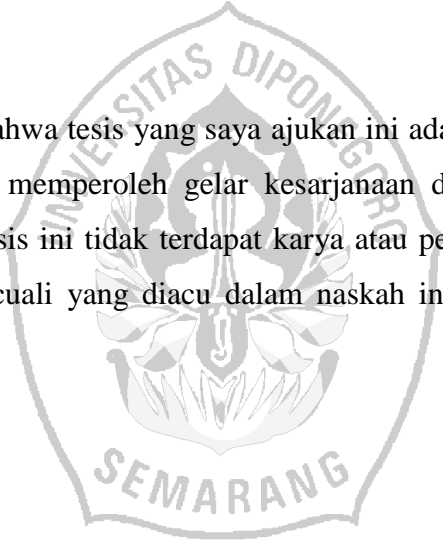 UNIVERSITAS DIPONEGORO
ahwa tesis yang saya ajukan ini ada
memperoleh gelar kesarjanaan d
sis ini tidak terdapat karya atau pe
cuali yang diacu dalam naskah in
SEMARANG